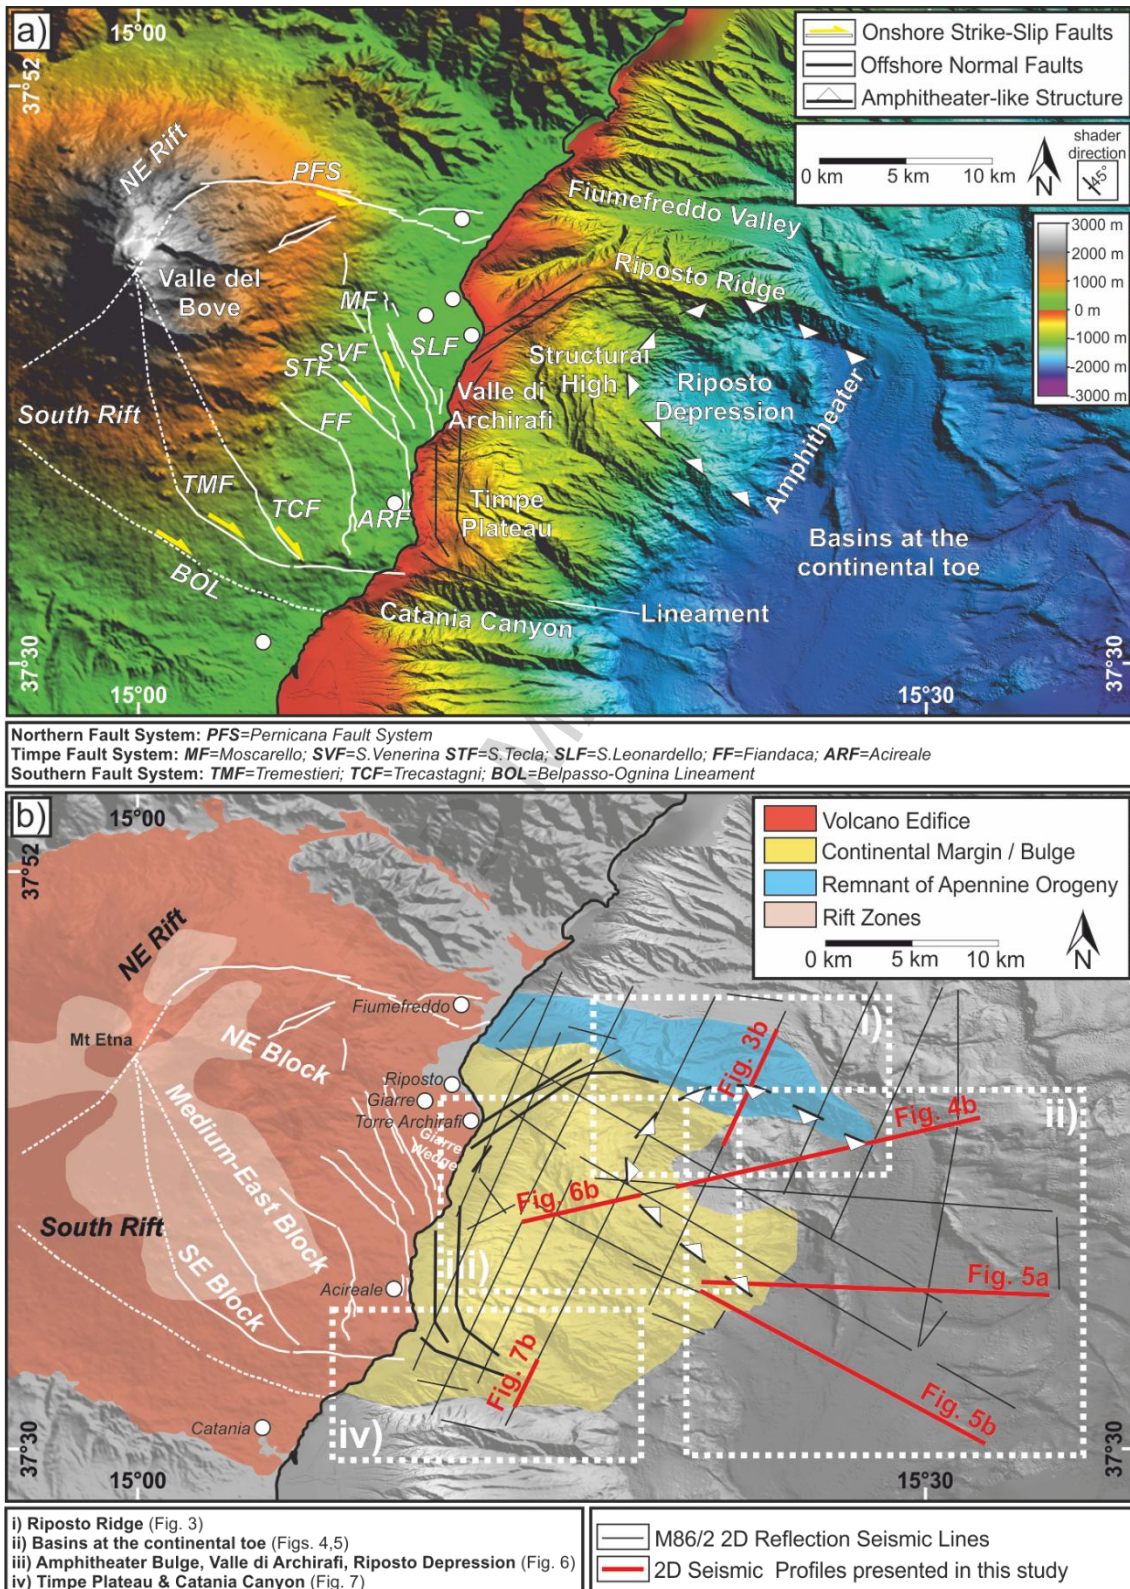 a)
15°00
37°52
Onshore Strike-Slip Faults
Offshore Normal Faults
Amphitheater-like Structure
0 km 5 km 10 km
N
shader
direction
45°
3000 m
2000 m
1000 m
0 m
-1000 m
-2000 m
-3000 m
NE Rift
PFS
Fiumefreddo Valley
Valle del
Bove
Riposto Ridge
MF
SVF
SLF
STF
Structural
High
Riposto
Depression
Valle di
Archirafi
South Rift
FF
Amphitheater
TMF
TCF
ARF
Timpe
Plateau
Basins at the
continental toe
BOL
Lineament
Catania Canyon
37°30
37°30
15°00
15°30
Northern Fault System: PFS=Pernicana Fault System
Timpe Fault System: MF=Moscarello; SVF=S.Venerina STF=S.Tecla; SLF=S.Leonardello; FF=Fiandaca; ARF=Acireale
Southern Fault System: TMF=Tremestieri; TCF=Trecastagni; BOL=Belpasso-Ognina Lineament
b)
15°00
37°52
Volcano Edifice
Continental Margin / Bulge
Remnant of Apennine Orogeny
Rift Zones
0 km 5 km 10 km
N
NE Rift
Fiumefreddo
i)
Mt Etna
NE Block
Fig. 3b
Riposto
Giarre
Torre Archirafi
Fig. 4b
ii)
Giarre
Wedge
Medium-East Block
Fig. 6b
South Rift
SE Block
iii)
Acireale
Fig. 5a
Fig. 7b
Fig. 5b
Catania
iv)
37°30
37°30
15°00
15°30
i) Riposto Ridge (Fig. 3)
ii) Basins at the continental toe (Figs. 4,5)
iii) Amphitheater Bulge, Valle di Archirafi, Riposto Depression (Fig. 6)
iv) Timpe Plateau & Catania Canyon (Fig. 7)
M86/2 2D Reflection Seismic Lines
2D Seismic Profiles presented in this study